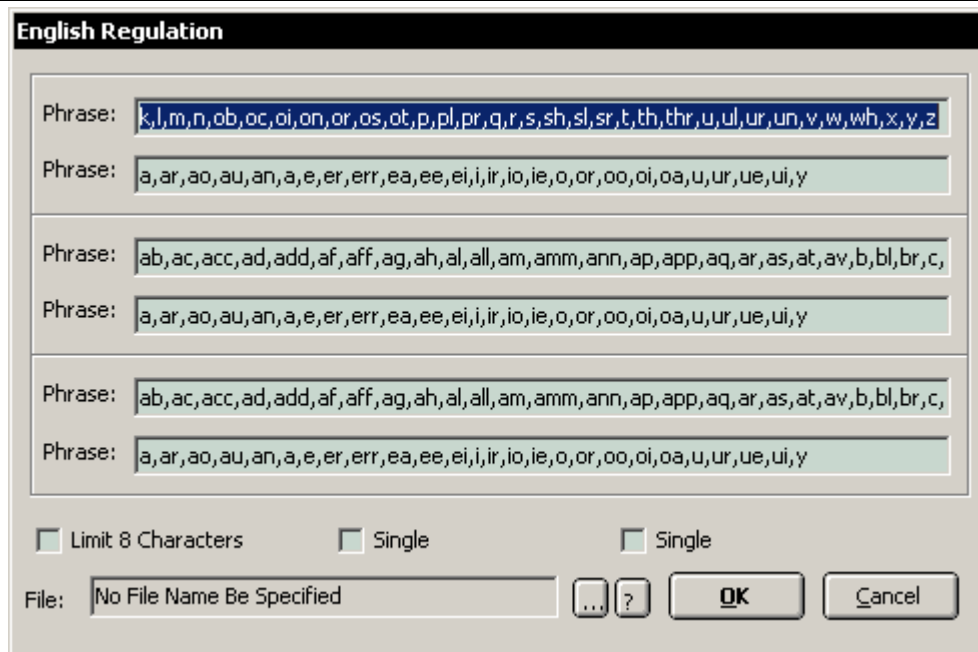 English Regulation
Phrase: k,l,m,n,ob,oc,oi,on,or,os,ot,p,pl,pr,q,r,s,sh,sl,sr,t,th,thr,u,ul,ur,un,v,w,wh,x,y,z
Phrase: a,ar,ao,au,an,a,e,er,err,ea,ee,ei,i,ir,io,ie,o,or,oo,oi,oa,u,ur,ue,ui,y
Phrase: ab,ac,acc,ad,add,af,aff,ag,ah,al,all,am,amm,ann,ap,app,aq,ar,as,at,av,b,bl,br,c,
Phrase: a,ar,ao,au,an,a,e,er,err,ea,ee,ei,i,ir,io,ie,o,or,oo,oi,oa,u,ur,ue,ui,y
Phrase: ab,ac,acc,ad,add,af,aff,ag,ah,al,all,am,amm,ann,ap,app,aq,ar,as,at,av,b,bl,br,c,
Phrase: a,ar,ao,au,an,a,e,er,err,ea,ee,ei,i,ir,io,ie,o,or,oo,oi,oa,u,ur,ue,ui,y
Limit 8 Characters Single Single
File: No File Name Be Specified ... ? OK Cancel